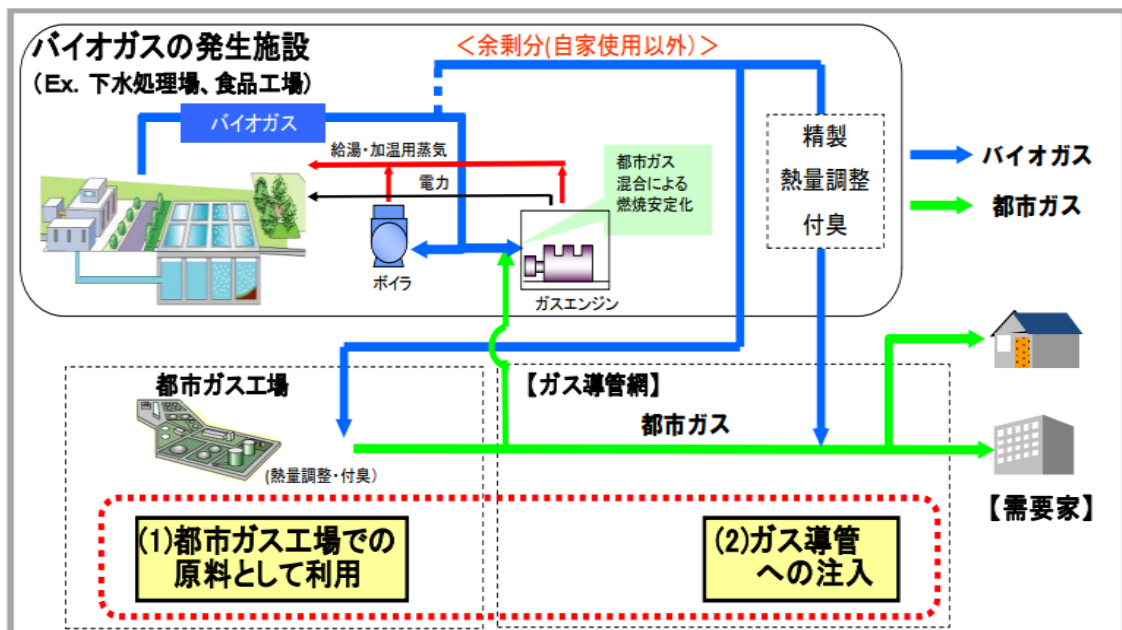 バイオガスの発生施設
(Ex. 下水処理場、食品工場)
＜余剰分(自家使用以外)＞
バイオガス
給湯・加温用蒸気
電力
都市ガス
混合による
燃焼安定化
ボイラ
ガスエンジン
精製
熱量調整
付臭
バイオガス
都市ガス
都市ガス工場
(熱量調整・付臭)
【ガス導管網】
都市ガス
【需要家】
(1)都市ガス工場での
原料として利用
(2)ガス導管
への注入